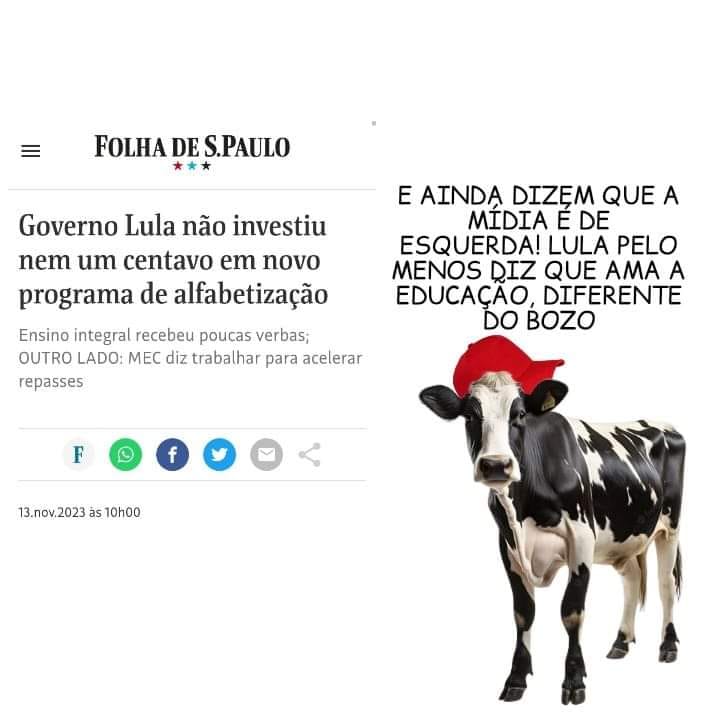 FOLHA DE S.PAULO
Governo Lula não investiu
nem um centavo em novo
programa de alfabetização
Ensino integral recebeu poucas verbas;
OUTRO LADO: MEC diz trabalhar para acelerar
repasses
F
f
13.nov.2023 às 10h00
E AINDA DIZEM QUE A
MÍDIA É DE
ESQUERDA! LULA PELO
MENOS DIZ QUE AMA A
EDUCAÇÃO, DIFERENTE
DO BOZO